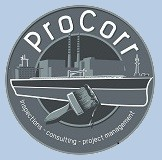 ProCorr
inspections - consulting - project management